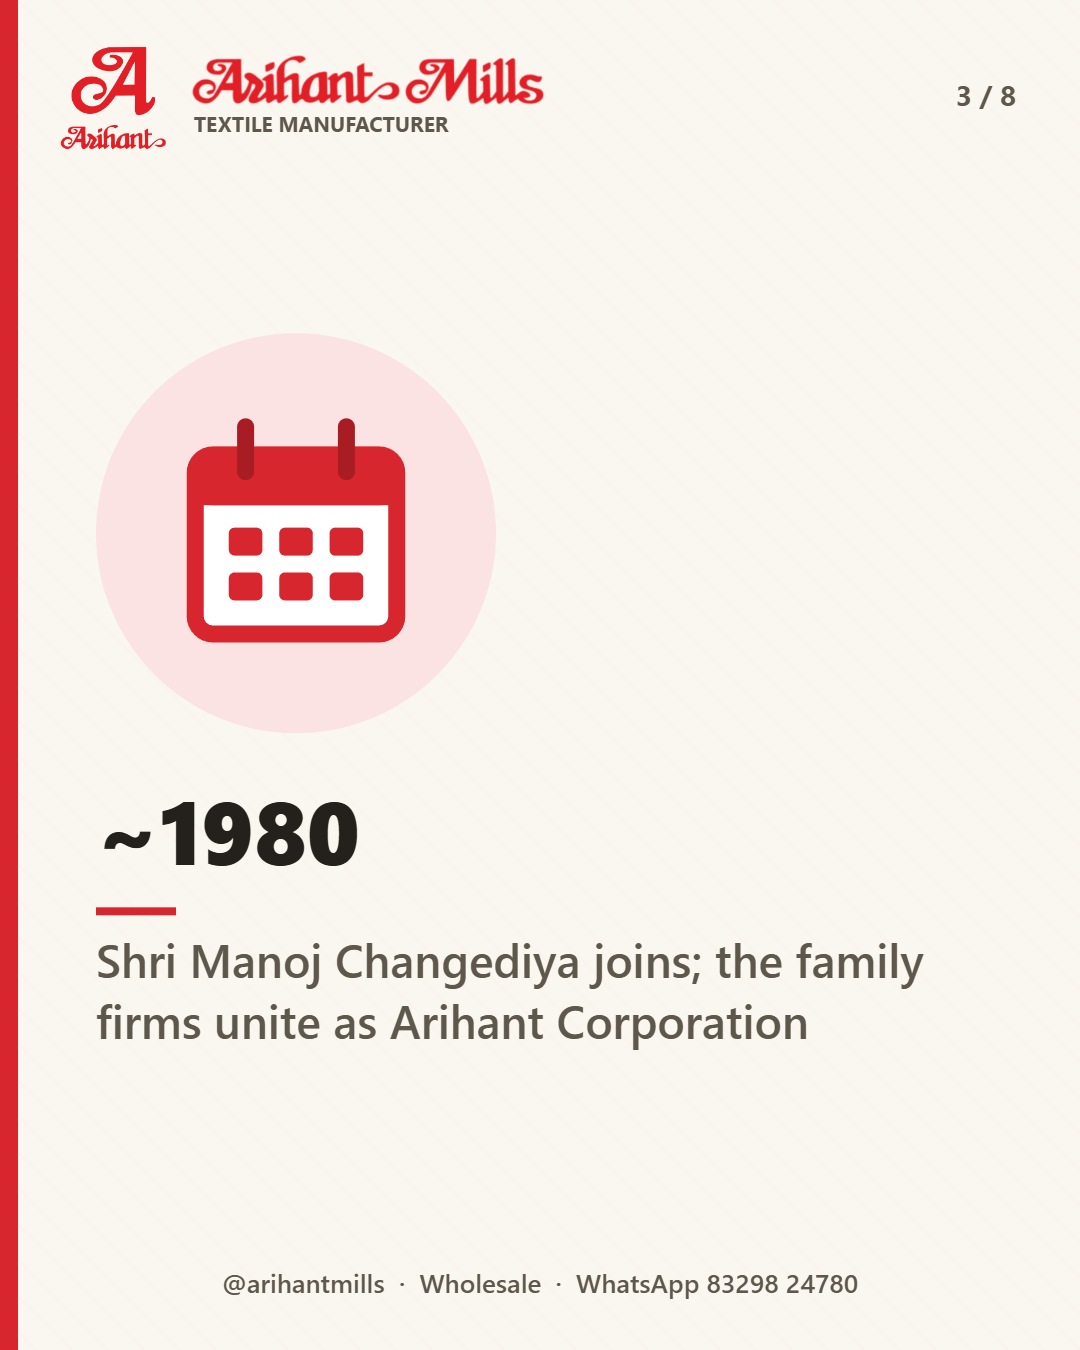 A
Arihant
Arihant Mills
TEXTILE MANUFACTURER
3 / 8
~1980
Shri Manoj Changediya joins; the family
firms unite as Arihant Corporation
@arihantmills · Wholesale · WhatsApp 83298 24780